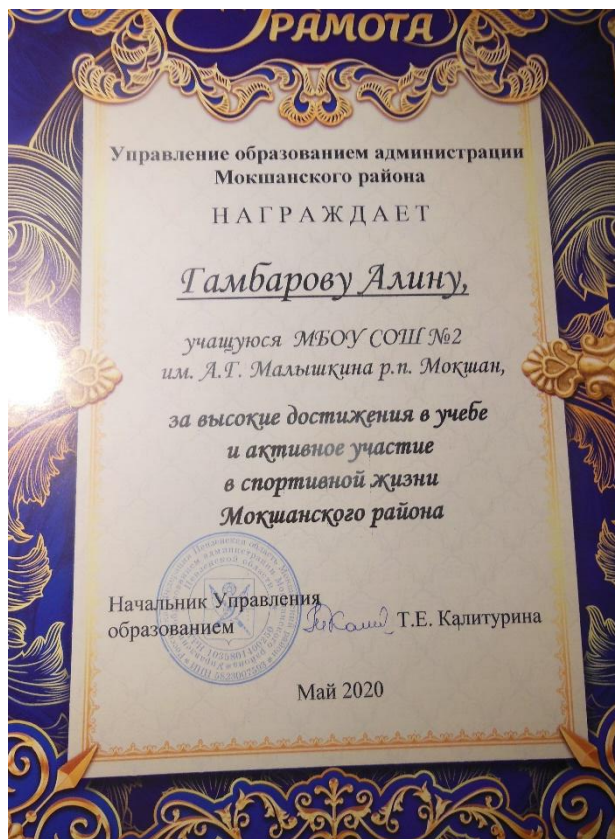 ГРАМОТА
Управление образованием администрации
Мокшанского района
НАГРАЖДАЕТ
Гамбарову Алину,
учащуюся МБОУ СОШ №2
им. А.Г. Малышкина р.п. Мокшан,
за высокие достижения в учебе
и активное участие
в спортивной жизни
Мокшанского района
Начальник Управления
образованием Т.Е. Калитурина
Май 2020